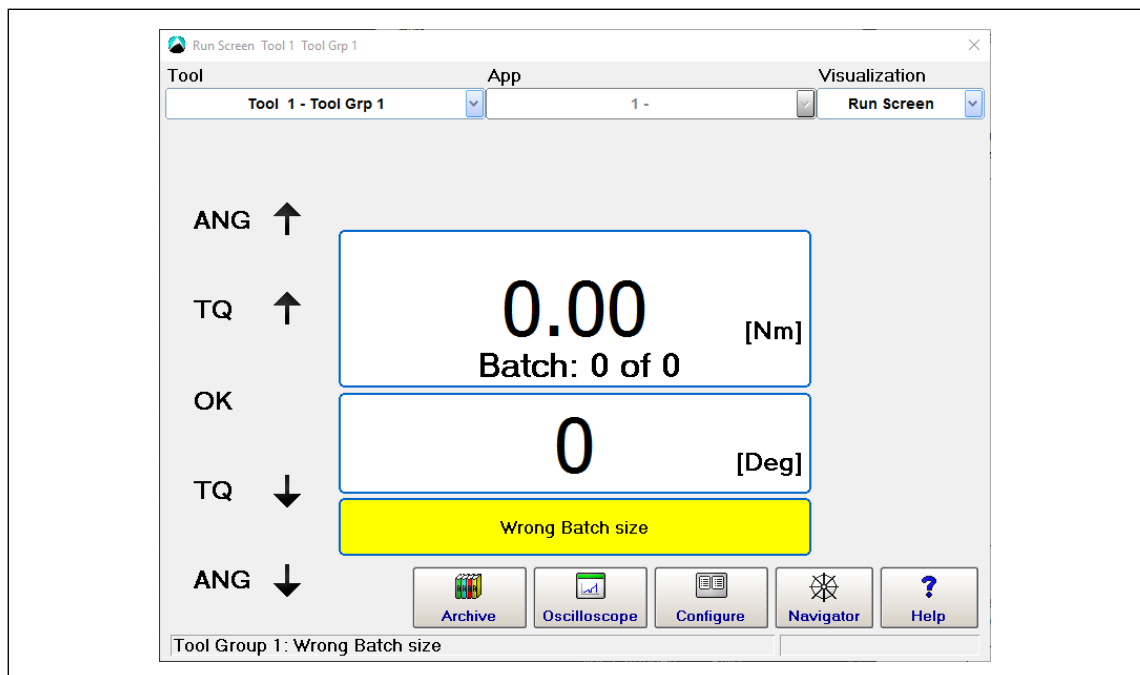 Run Screen Tool 1 Tool Grp 1
Tool App Visualization
Tool 1 - Tool Grp 1 1 - Run Screen
ANG
TQ
0.00 [Nm]
Batch: 0 of 0
OK
0 [Deg]
TQ
Wrong Batch size
ANG
Archive Oscilloscope Configure Navigator ? Help
Tool Group 1: Wrong Batch size